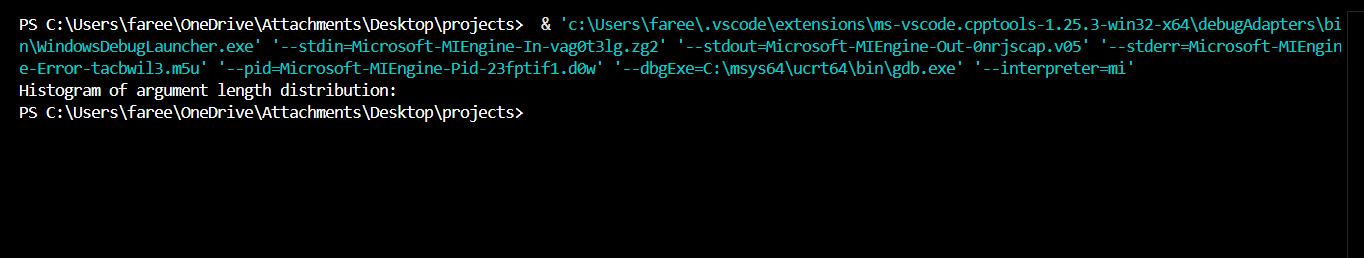 PS C:\Users\faree\OneDrive\Attachments\Desktop\projects>  & 'c:\Users\faree\.vscode\extensions\ms-vscode.cpptools-1.25.3-win32-x64\debugAdapters\bi
n\WindowsDebugLauncher.exe' '--stdin=Microsoft-MIEngine-In-vag0t3lg.zg2' '--stdout=Microsoft-MIEngine-Out-0nrjscap.v05' '--stderr=Microsoft-MIEngin
e-Error-tacbwil3.m5u' '--pid=Microsoft-MIEngine-Pid-23fptif1.d0w' '--dbgExe=C:\msys64\ucrt64\bin\gdb.exe' '--interpreter=mi'
Histogram of argument length distribution:
PS C:\Users\faree\OneDrive\Attachments\Desktop\projects>